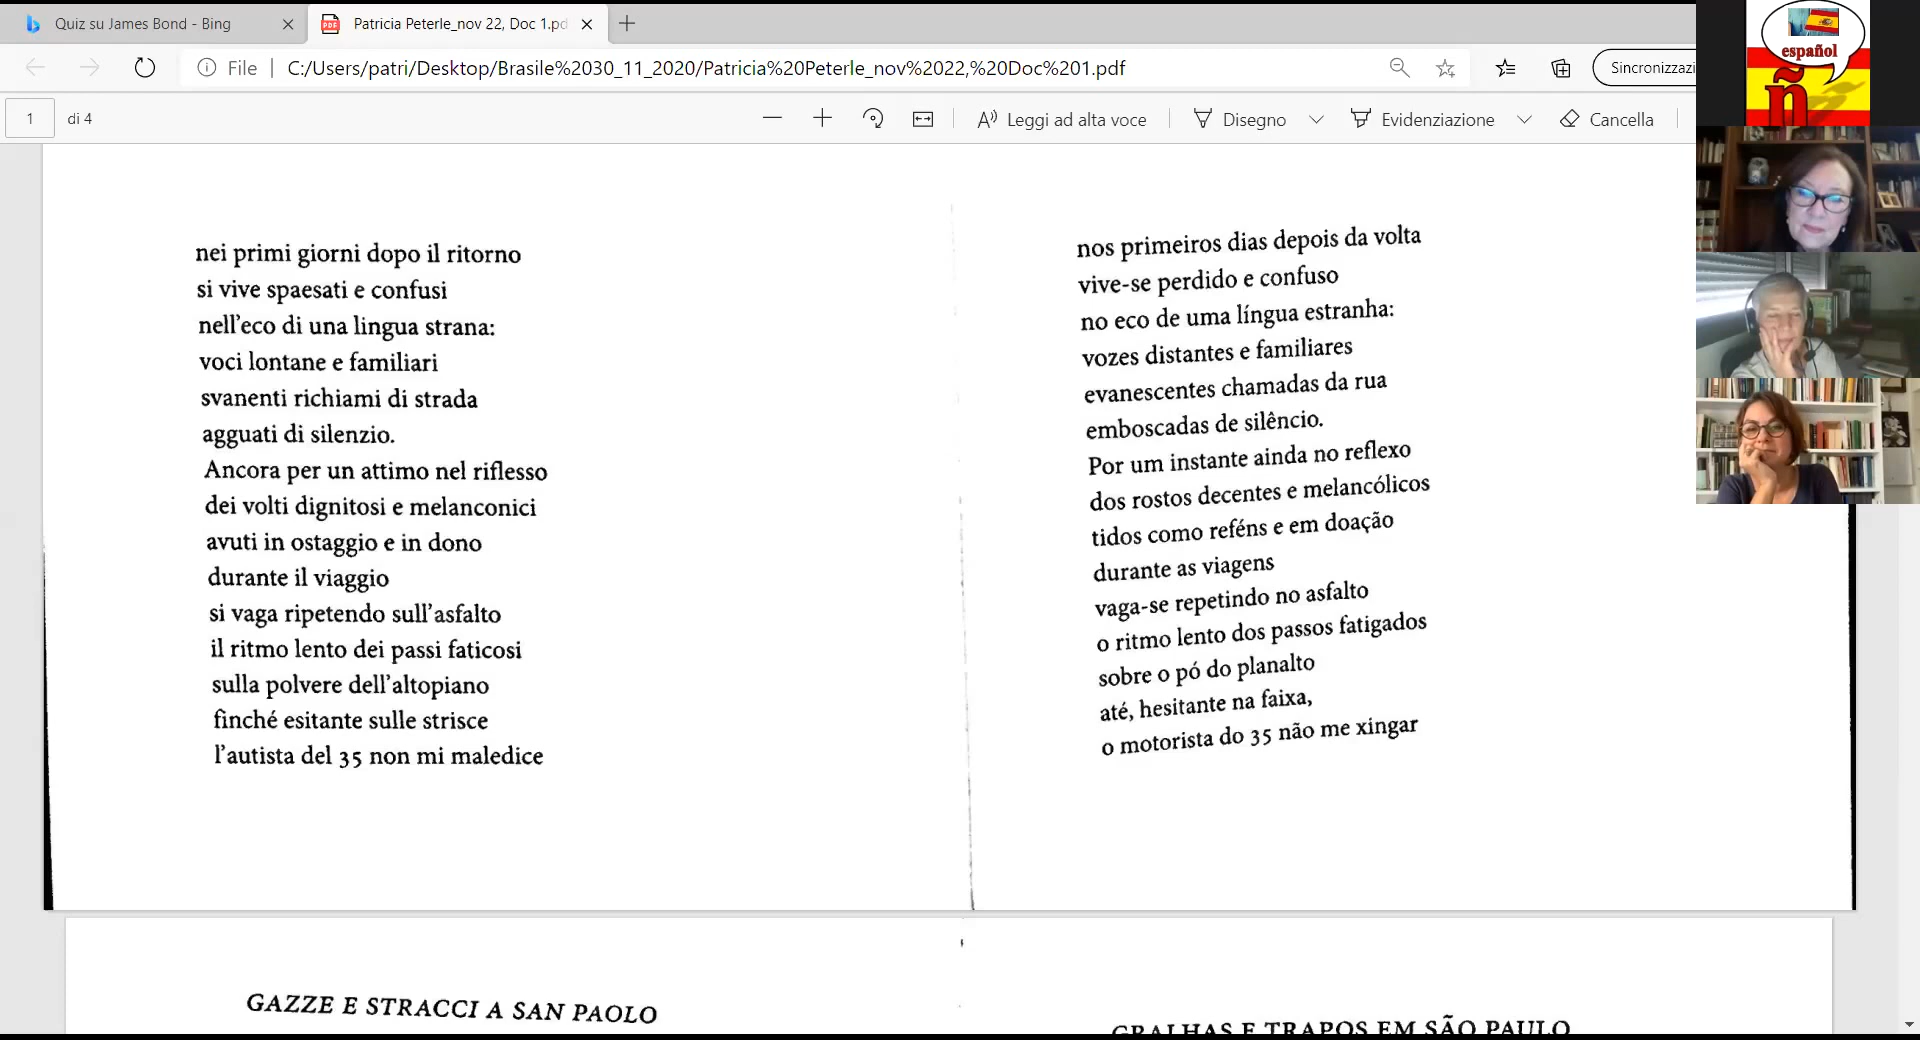 Quiz su James Bond - Bing
Patricia Peterle_nov 22, Doc 1.pd
File
C:/Users/patri/Desktop/Brasile%2030_11_2020/Patricia%20Peterle_nov%2022,%20Doc%201.pdf
Sincronizzazi
1 di 4
Leggi ad alta voce
Disegno
Evidenziazione
Cancella
español
ñ
nei primi giorni dopo il ritorno
si vive spaesati e confusi
nell'eco di una lingua strana:
voci lontane e familiari
svanenti richiami di strada
agguati di silenzio.
Ancora per un attimo nel riflesso
dei volti dignitosi e melanconici
avuti in ostaggio e in dono
durante il viaggio
si vaga ripetendo sull'asfalto
il ritmo lento dei passi faticosi
sulla polvere dell'altopiano
finché esitante sulle strisce
l'autista del 35 non mi maledice
nos primeiros dias depois da volta
vive-se perdido e confuso
no eco de uma língua estranha:
vozes distantes e familiares
evanescentes chamadas da rua
emboscadas de silêncio.
Por um instante ainda no reflexo
dos rostos decentes e melancólicos
tidos como reféns e em doação
durante as viagens
vaga-se repetindo no asfalto
o ritmo lento dos passos fatigados
sobre o pó do planalto
até, hesitante na faixa,
o motorista do 35 não me xingar
GAZZE E STRACCI A SAN PAOLO
GRALHAS E TRAPOS EM SÃO PAULO